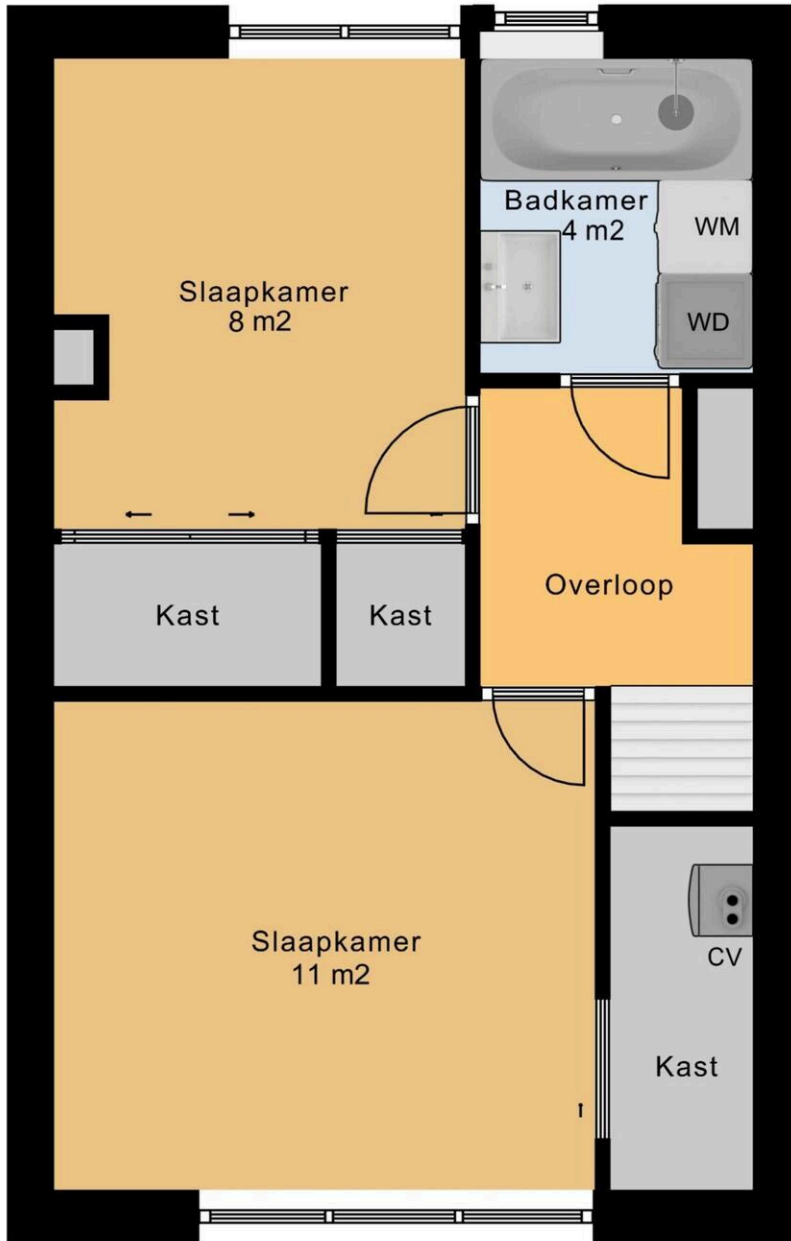 Badkamer
4 m2
WM
WD
Slaapkamer
8 m2
Overloop
Kast
Kast
Slaapkamer
11 m2
CV
Kast